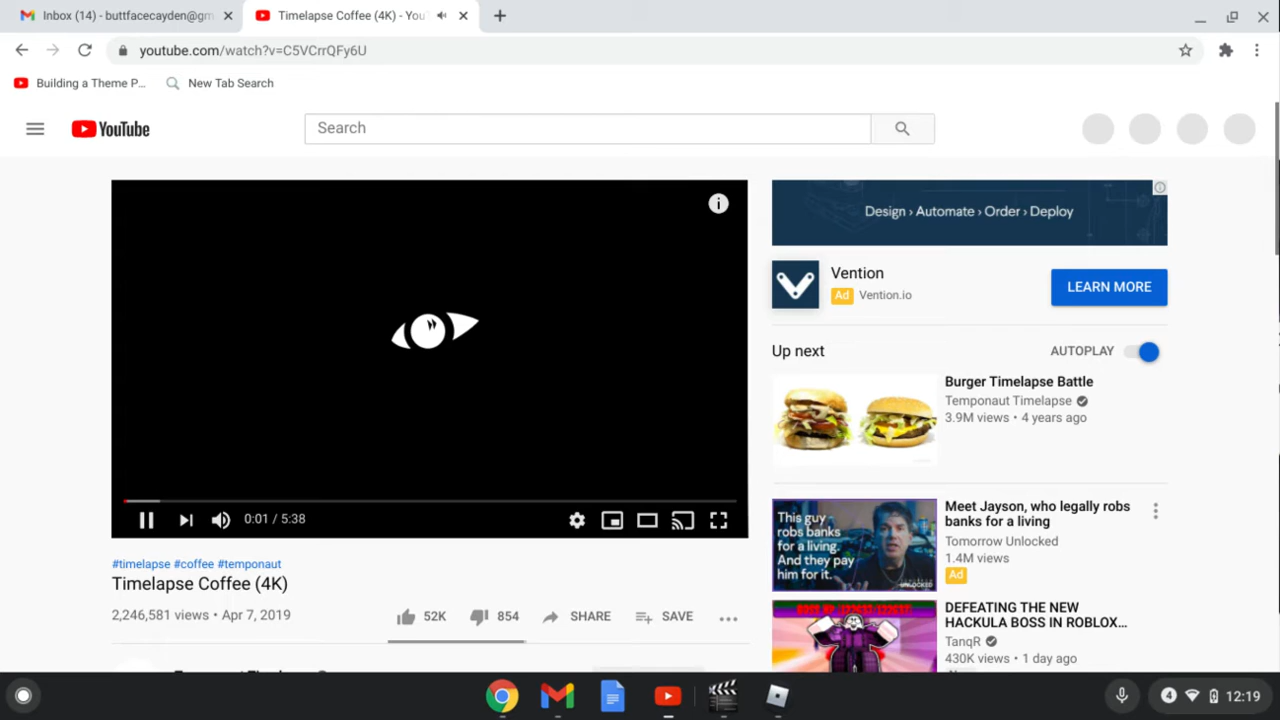 Inbox (14) - buttfacecayden@gm
Timelapse Coffee (4K) - You
youtube.com/watch?v=C5VCrrQFy6U
Building a Theme P...
New Tab Search
YouTube
Search
Design › Automate › Order › Deploy
Vention
Ad Vention.io
LEARN MORE
Up next
AUTOPLAY
Burger Timelapse Battle
Temponaut Timelapse
3.9M views • 4 years ago
This guy
robs banks
for a living.
And they pay
him for it.
UNLOCKED
Meet Jayson, who legally robs
banks for a living
Tomorrow Unlocked
1.4M views
Ad
DEFEATING THE NEW
HACKULA BOSS IN ROBLOX...
TanqR
430K views • 1 day ago
0:01 / 5:38
#timelapse #coffee #temponaut
Timelapse Coffee (4K)
2,246,581 views • Apr 7, 2019
52K
854
SHARE
SAVE
4
12:19